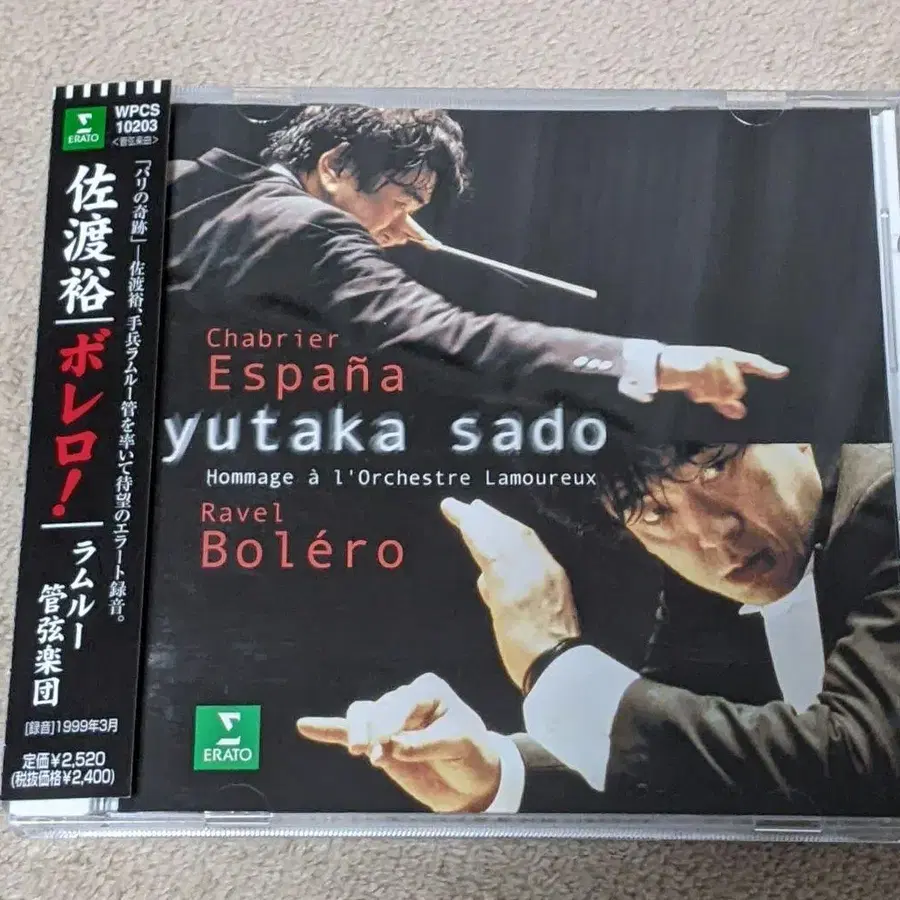 ERATO
WPCS
10203
<管弦楽曲>
「パリの奇跡」―佐渡裕、手兵ラムルー管を率いて待望のエラート録音。
佐渡裕
ボレロ!
ラムルー
管弦楽団
[録音]1999年3月
定価¥2,520
(税抜価格¥2,400)
Chabrier
España
yutaka sado
Hommage à l'Orchestre Lamoureux
Ravel
Boléro
ERATO